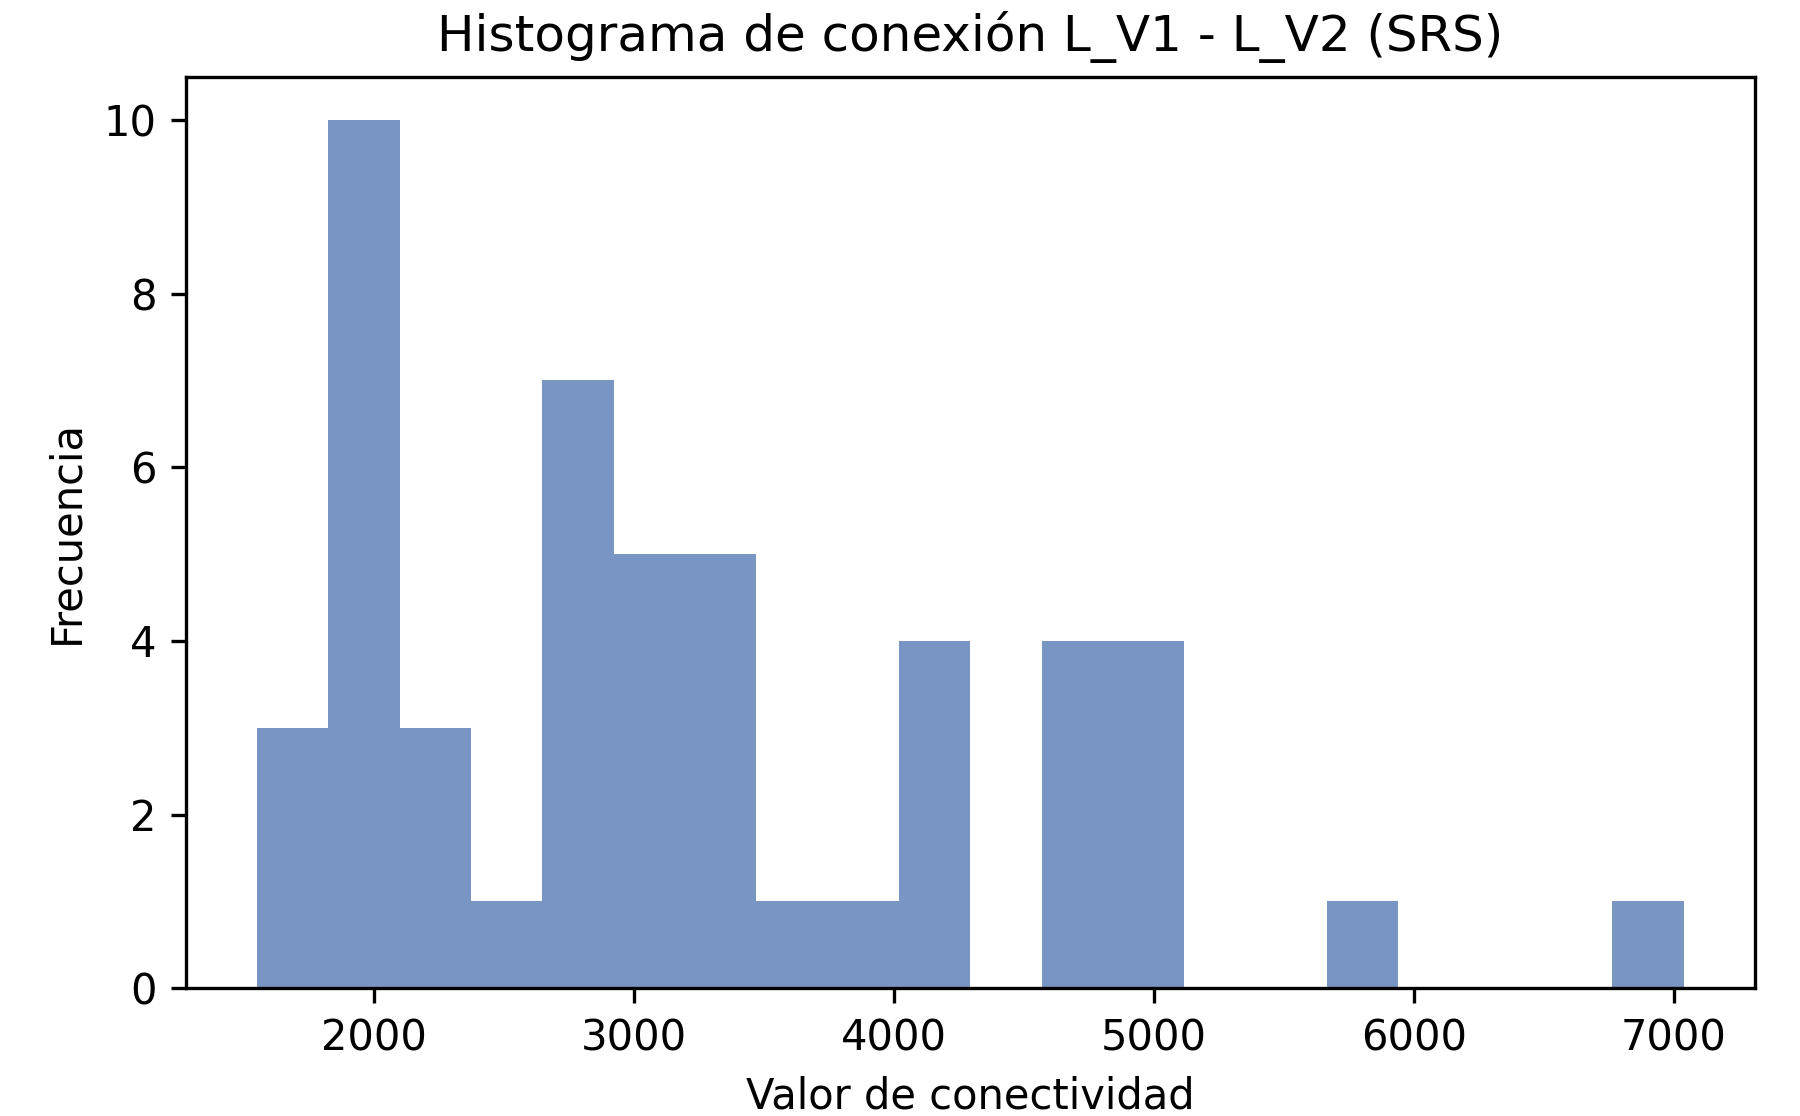 Histograma de conexión L_V1 - L_V2 (SRS)
10
8
6
4
2
0
Frecuencia
2000 3000 4000 5000 6000 7000
Valor de conectividad